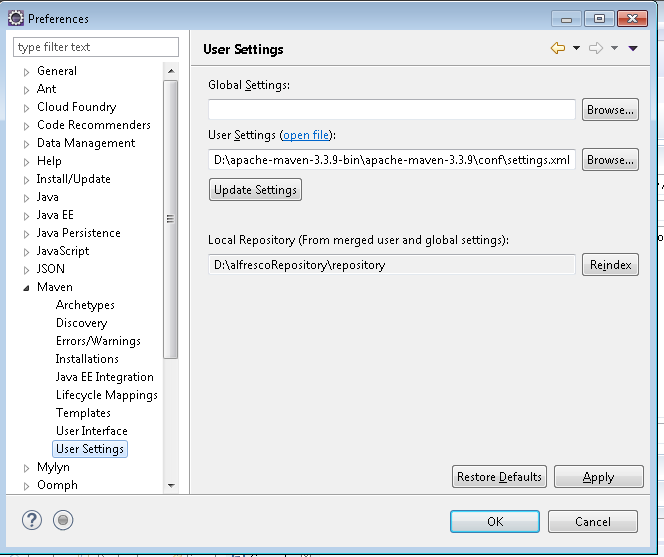 Preferences
type filter text
General
Ant
Cloud Foundry
Code Recommenders
Data Management
Help
Install/Update
Java
Java EE
Java Persistence
JavaScript
JSON
Maven
Archetypes
Discovery
Errors/Warnings
Installations
Java EE Integration
Lifecycle Mappings
Templates
User Interface
User Settings
Mylyn
Oomph
User Settings
Global Settings:
Browse...
User Settings (open file):
D:\apache-maven-3.3.9-bin\apache-maven-3.3.9\conf\settings.xml
Browse...
Update Settings
Local Repository (From merged user and global settings):
D:\alfrescoRepository\repository
Reindex
Restore Defaults
Apply
OK
Cancel